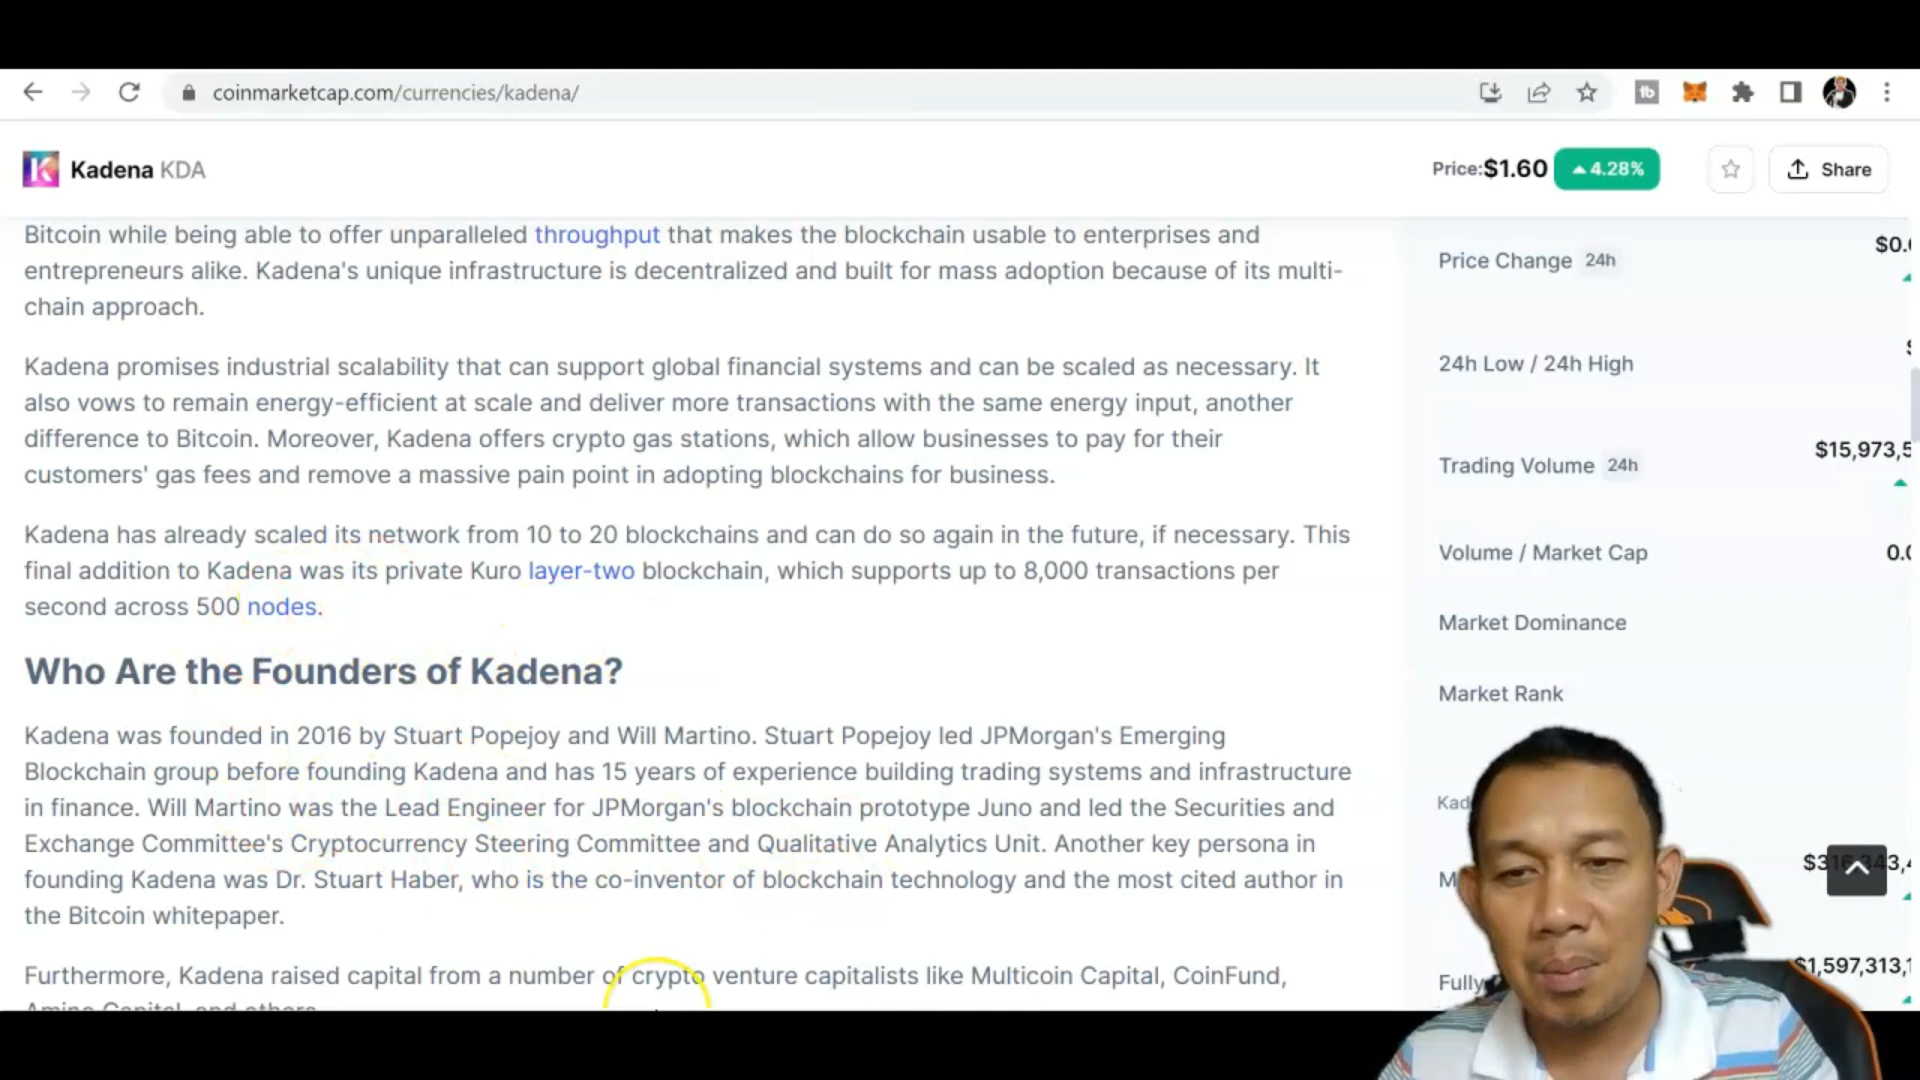 coinmarketcap.com/currencies/kadena/
Kadena KDA
Price:$1.60 4.28%
Share
Bitcoin while being able to offer unparalleled throughput that makes the blockchain usable to enterprises and
entrepreneurs alike. Kadena's unique infrastructure is decentralized and built for mass adoption because of its multi-
chain approach.
Kadena promises industrial scalability that can support global financial systems and can be scaled as necessary. It
also vows to remain energy-efficient at scale and deliver more transactions with the same energy input, another
difference to Bitcoin. Moreover, Kadena offers crypto gas stations, which allow businesses to pay for their
customers' gas fees and remove a massive pain point in adopting blockchains for business.
Kadena has already scaled its network from 10 to 20 blockchains and can do so again in the future, if necessary. This
final addition to Kadena was its private Kuro layer-two blockchain, which supports up to 8,000 transactions per
second across 500 nodes.
Who Are the Founders of Kadena?
Kadena was founded in 2016 by Stuart Popejoy and Will Martino. Stuart Popejoy led JPMorgan's Emerging
Blockchain group before founding Kadena and has 15 years of experience building trading systems and infrastructure
in finance. Will Martino was the Lead Engineer for JPMorgan's blockchain prototype Juno and led the Securities and
Exchange Committee's Cryptocurrency Steering Committee and Qualitative Analytics Unit. Another key persona in
founding Kadena was Dr. Stuart Haber, who is the co-inventor of blockchain technology and the most cited author in
the Bitcoin whitepaper.
Furthermore, Kadena raised capital from a number of crypto venture capitalists like Multicoin Capital, CoinFund,
Price Change 24h
24h Low / 24h High
Trading Volume 24h $15,973,5
Volume / Market Cap 0.0
Market Dominance
Market Rank
Kad
Fully $1,597,313,1